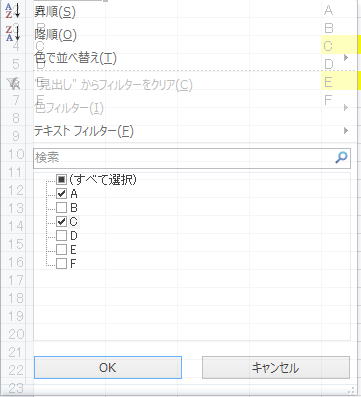 昇順(S)
降順(O)
色で並べ替え(T)
"見出し" からフィルターをクリア(C)
色フィルター(I)
テキスト フィルター(F)
検索
(すべて選択)
A
B
C
D
E
F
OK
キャンセル
A
B
C
D
E
F
4
5
6
7
8
9
10
11
12
13
14
15
16
17
18
19
20
21
22
23